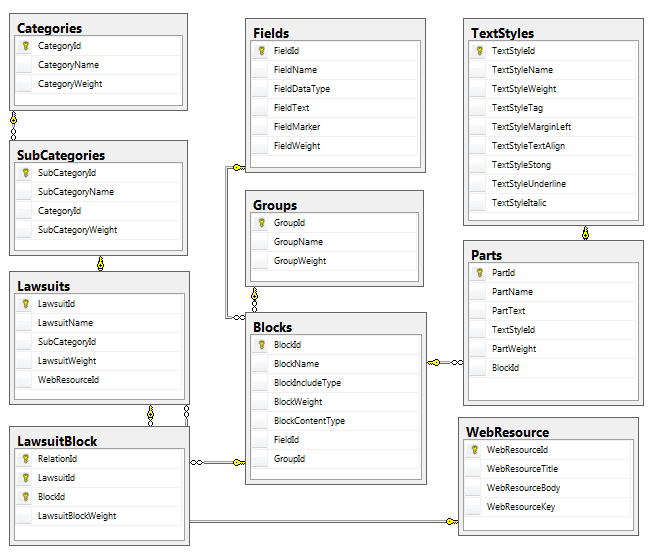 Categories
CategoryId
CategoryName
CategoryWeight
SubCategories
SubCategoryId
SubCategoryName
CategoryId
SubCategoryWeight
Lawsuits
LawsuitId
LawsuitName
SubCategoryId
LawsuitWeight
WebResourceId
LawsuitBlock
RelationId
LawsuitId
BlockId
LawsuitBlockWeight
Fields
FieldId
FieldName
FieldDataType
FieldText
FieldMarker
FieldWeight
Groups
GroupId
GroupName
GroupWeight
Blocks
BlockId
BlockName
BlockIncludeType
BlockWeight
BlockContentType
FieldId
GroupId
TextStyles
TextStyleId
TextStyleName
TextStyleWeight
TextStyleTag
TextStyleMarginLeft
TextStyleTextAlign
TextStyleStong
TextStyleUnderline
TextStyleItalic
Parts
PartId
PartName
PartText
TextStyleId
PartWeight
BlockId
WebResource
WebResourceId
WebResourceTitle
WebResourceBody
WebResourceKey